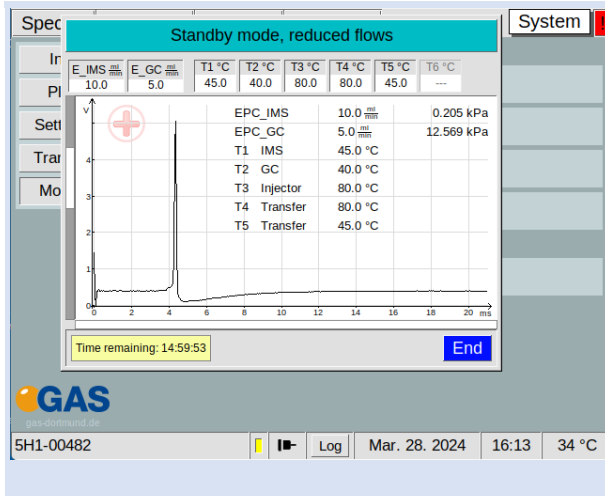 Spec
System
!
Standby mode, reduced flows
In
Pl
Sett
Tran
Mo
E_IMS ml/min E_GC ml/min T1 °C T2 °C T3 °C T4 °C T5 °C T6 °C
10.0 5.0 45.0 40.0 80.0 80.0 45.0 ---
V
EPC_IMS 10.0 ml/min 0.205 kPa
EPC_GC 5.0 ml/min 12.569 kPa
T1 IMS 45.0 °C
T2 GC 40.0 °C
T3 Injector 80.0 °C
T4 Transfer 80.0 °C
T5 Transfer 45.0 °C
4
3
2
1
0
0 2 4 6 8 10 12 14 16 18 20 ms
Time remaining: 14:59:53
End
GAS
gas-dortmund.de
5H1-00482 Log Mar. 28. 2024 16:13 34 °C